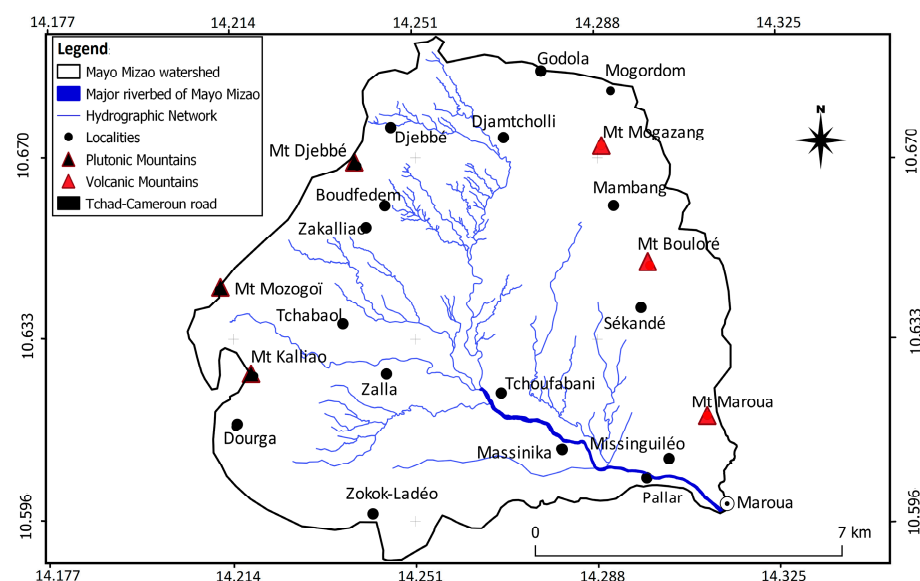 14.177 14.214 14.251 14.288 14.325
Legend
Mayo Mizao watershed
Major riverbed of Mayo Mizao
Hydrographic Network
Localities
Plutonic Mountains
Volcanic Mountains
Tchad-Cameroun road
N
Godola
Mogordom
Djamtcholli
Djebbé
Mt Mogazang
Mt Djebbé
10.670
10.670
Boudfedem
Mambang
Zakalliao
Mt Bouloré
Mt Mozogoï
Tchabaol
Sékandé
10.633
10.633
Mt Kalliao
Zalla
Tchoufabani
Mt Maroua
Dourga
Massinika
Missinguiléo
Zokok-Ladéo
Pallar
Maroua
10.596
10.596
0 7 km
14.177 14.214 14.251 14.288 14.325